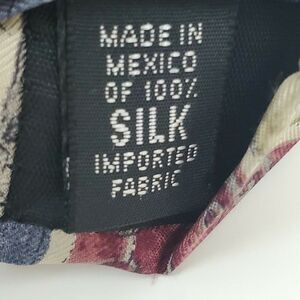 MADE IN
MEXICO
OF 100%
SILK
IMPORTED
FABRIC